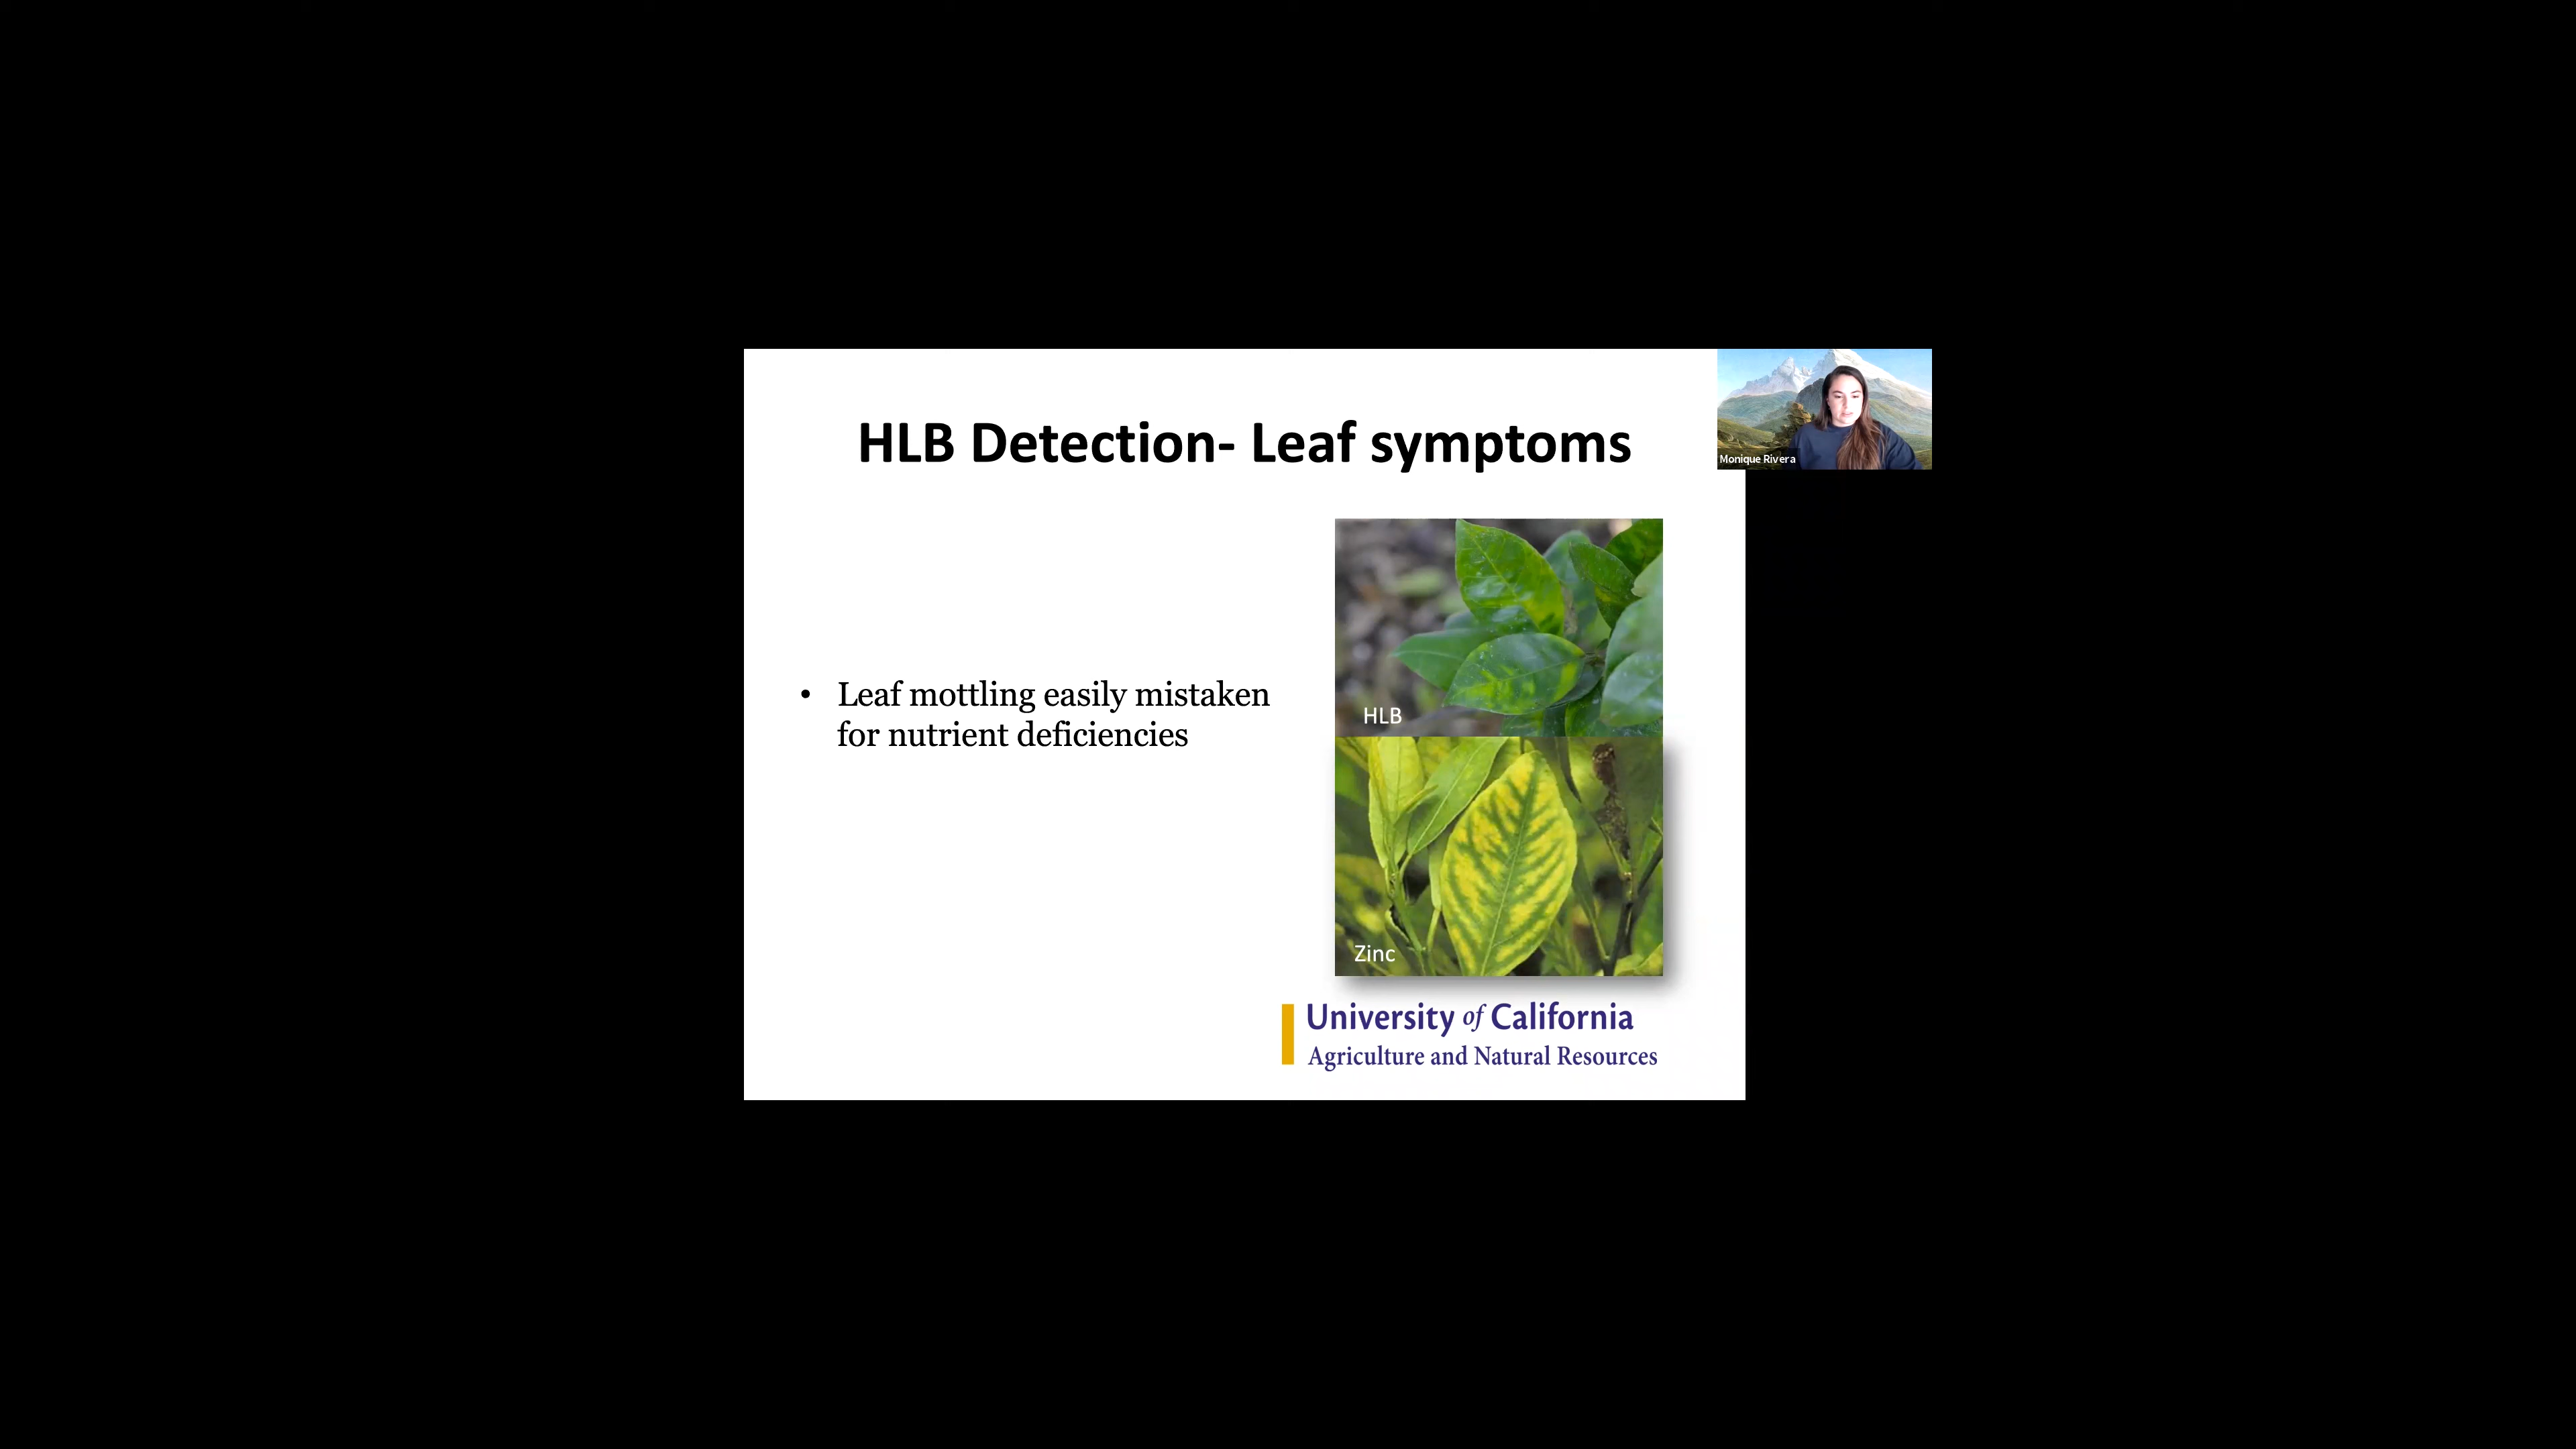 HLB Detection- Leaf symptoms
Monique Rivera
• Leaf mottling easily mistaken
for nutrient deficiencies
HLB
Zinc
University of California
Agriculture and Natural Resources